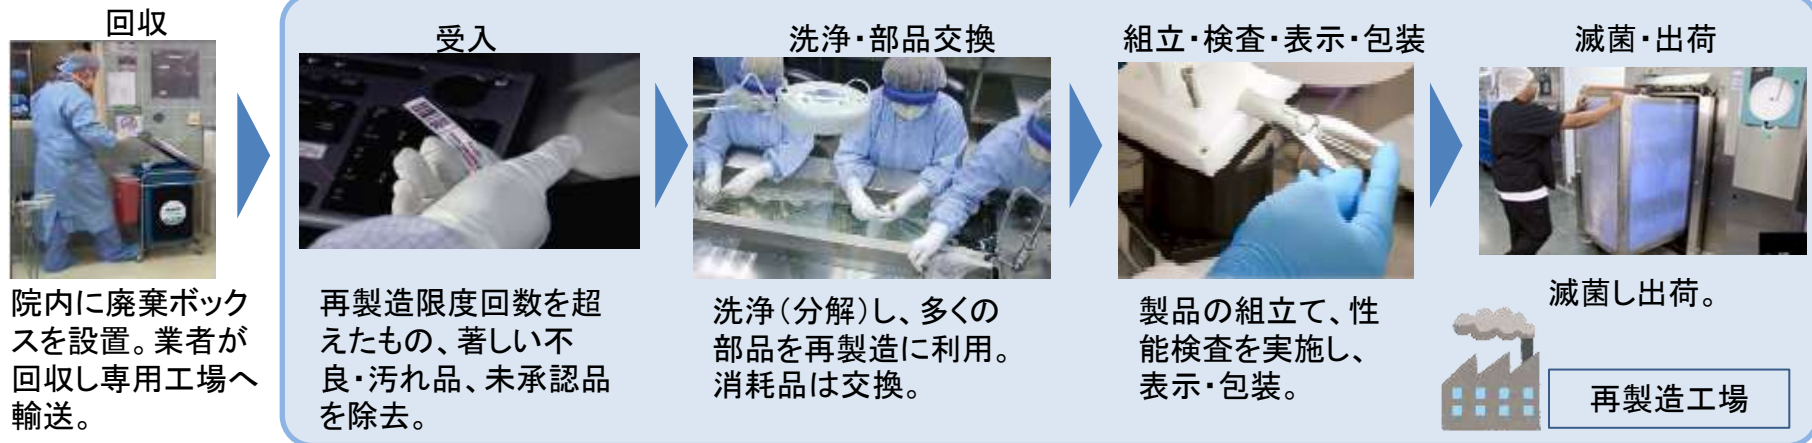 回収
院内に廃棄ボック
スを設置。業者が
回収し専用工場へ
輸送。
受入
再製造限度回数を超
えたもの、著しい不
良・汚れ品、未承認品
を除去。
洗浄・部品交換
洗浄（分解）し、多くの
部品を再製造に利用。
消耗品は交換。
組立・検査・表示・包装
製品の組立て、性
能検査を実施し、
表示・包装。
滅菌・出荷
滅菌し出荷。
再製造工場